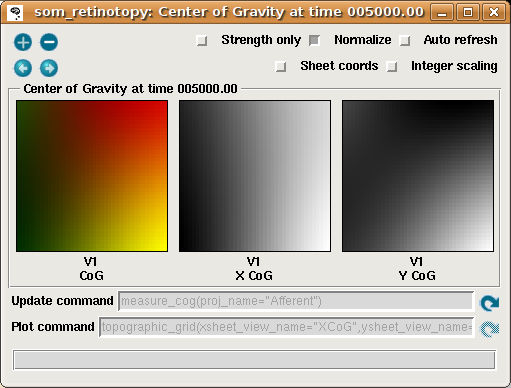 som_retinotopy: Center of Gravity at time 005000.00
Strength only Normalize Auto refresh
Sheet coords Integer scaling
Center of Gravity at time 005000.00
V1 V1 V1
CoG X CoG Y CoG
Update command measure_cog(proj_name="Afferent")
Plot command topographic_grid(xsheet_view_name="XCoG",ysheet_view_name=